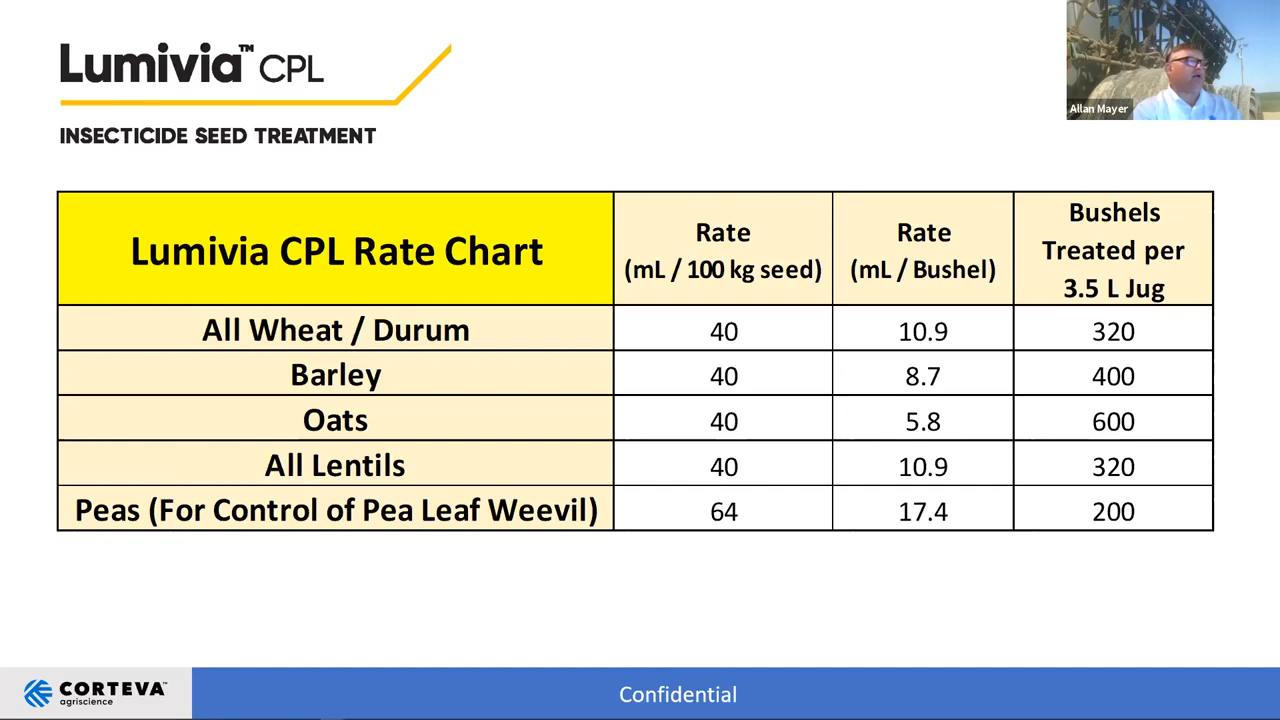 Lumivia™ CPL
INSECTICIDE SEED TREATMENT
Allan Mayer
Lumivia CPL Rate Chart
Rate
(mL / 100 kg seed)
Rate
(mL / Bushel)
Bushels
Treated per
3.5 L Jug
All Wheat / Durum 40 10.9 320
Barley 40 8.7 400
Oats 40 5.8 600
All Lentils 40 10.9 320
Peas (For Control of Pea Leaf Weevil) 64 17.4 200
CORTEVA™
agriscience
Confidential